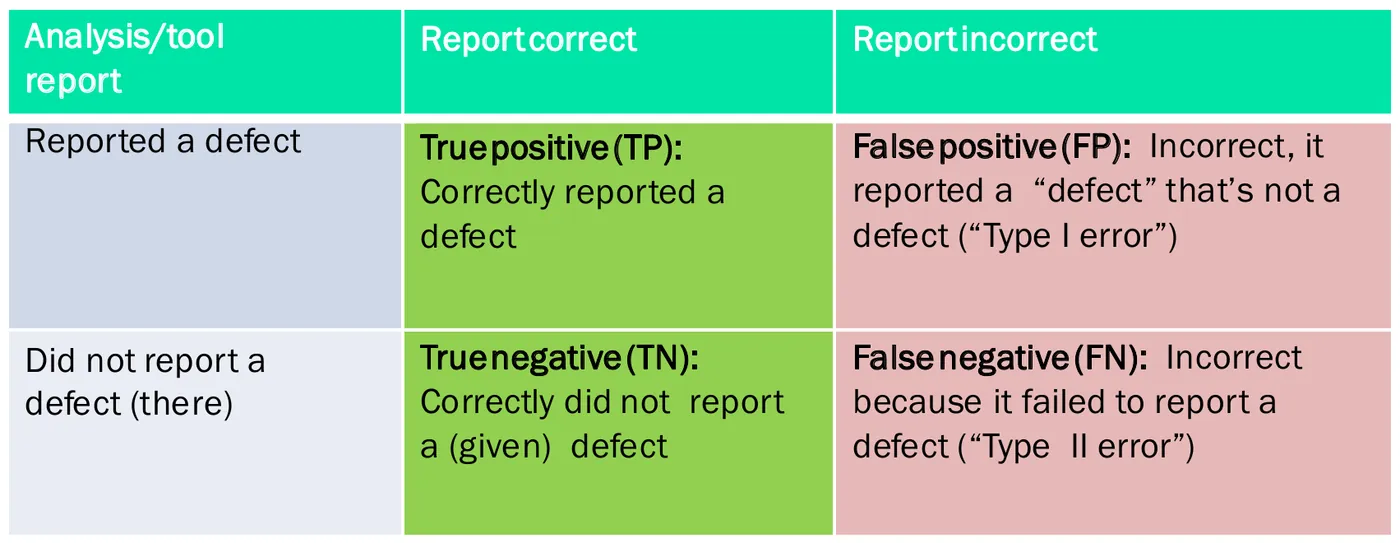 Analysis/tool
report
Report correct
Report incorrect
Reported a defect
True positive (TP):
Correctly reported a
defect
False positive (FP): Incorrect, it
reported a “defect” that’s not a
defect (“Type I error”)
Did not report a
defect (there)
True negative (TN):
Correctly did not report
a (given) defect
False negative (FN): Incorrect
because it failed to report a
defect (“Type II error”)